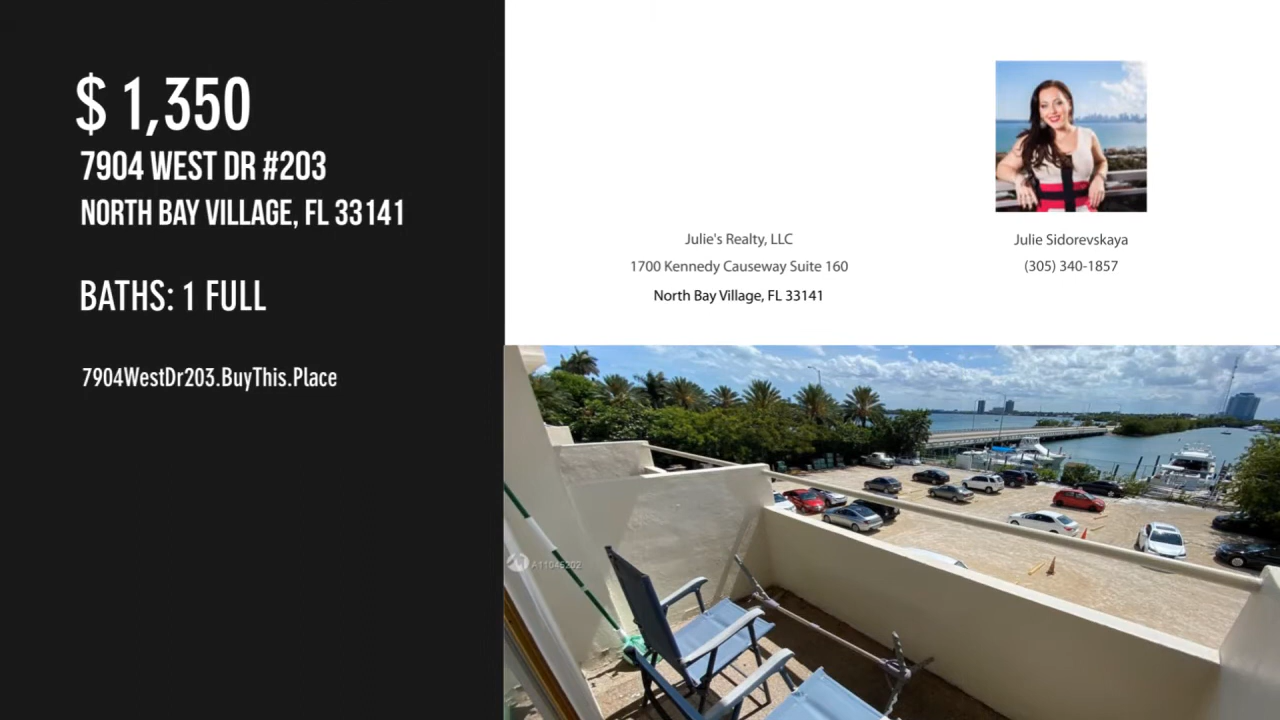 $ 1,350
7904 WEST DR #203
NORTH BAY VILLAGE, FL 33141
BATHS: 1 FULL
7904WestDr203.BuyThis.Place
Julie's Realty, LLC
1700 Kennedy Causeway Suite 160
North Bay Village, FL 33141
Julie Sidorevskaya
(305) 340-1857
A11045202